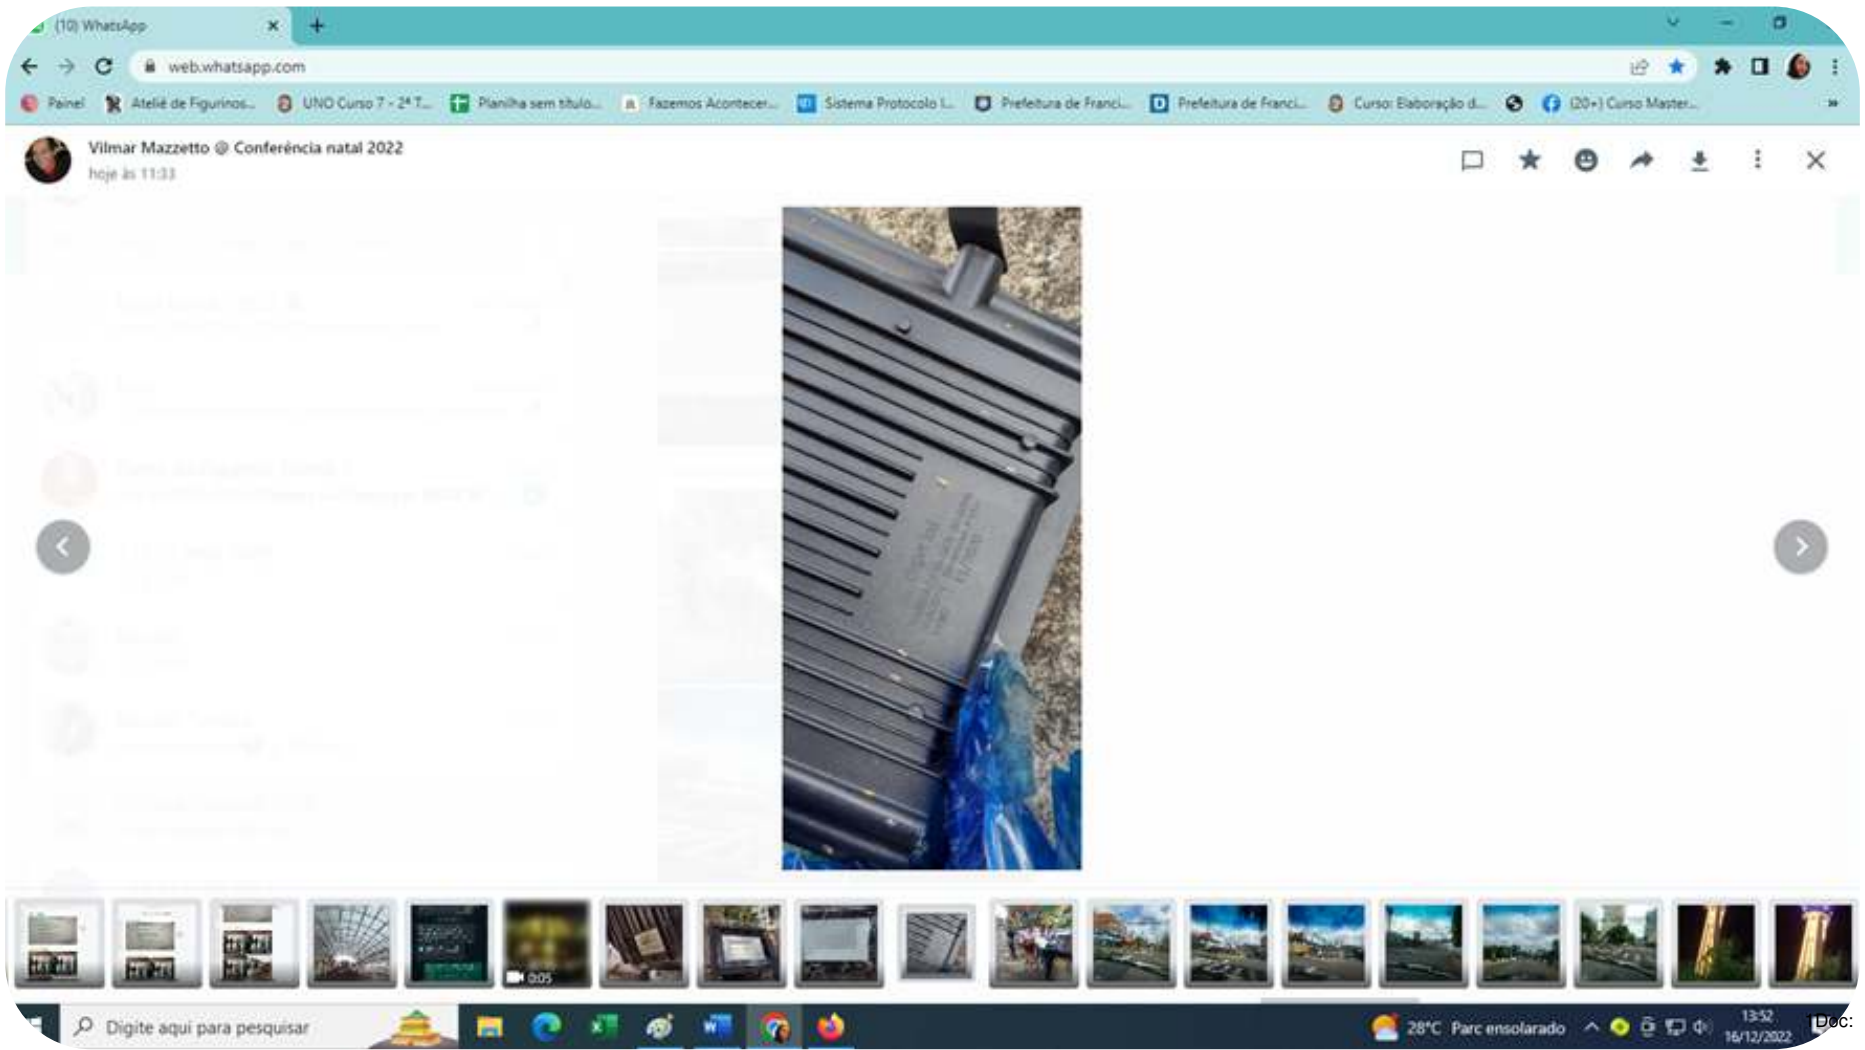 (10) WhatsApp
web.whatsapp.com
Painel
Ateliê de Figurinos...
UNO Curso 7 - 2ª T...
Planilha sem título...
Fazemos Acontecer...
Sistema Protocolo I...
Prefeitura de Franci...
Prefeitura de Franci...
Curso: Elaboração d...
(20+) Curso Master...
Vilmar Mazzetto @ Conferência natal 2022
hoje às 11:33
0:05
Digite aqui para pesquisar
28°C Parc ensolarado
13:52
16/12/2022
1Doc: